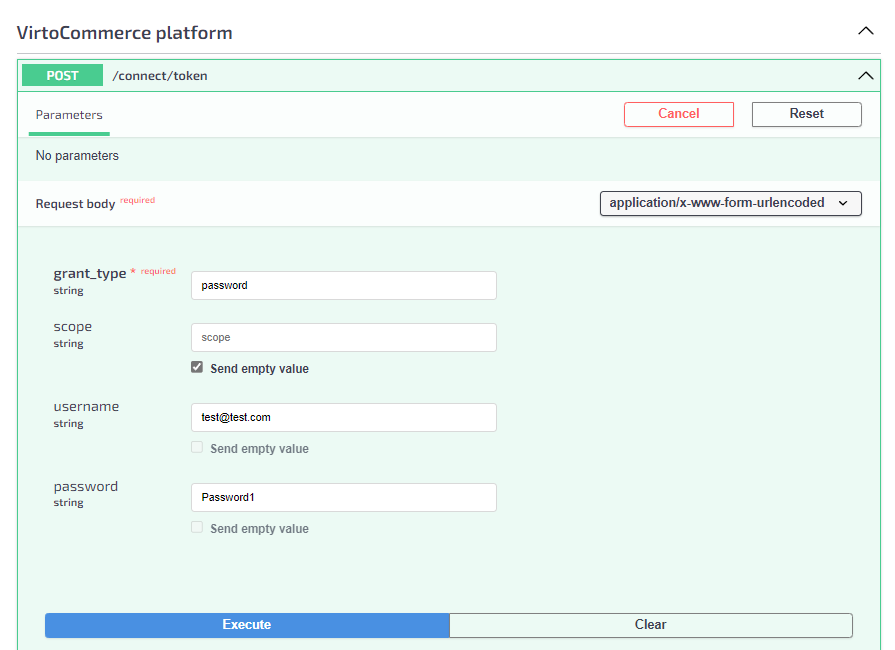 VirtoCommerce platform
POST /connect/token
Parameters Cancel Reset
No parameters
Request body required application/x-www-form-urlencoded
grant_type * required
string
password
scope
string
scope
Send empty value
username
string
test@test.com
Send empty value
password
string
Password1
Send empty value
Execute Clear